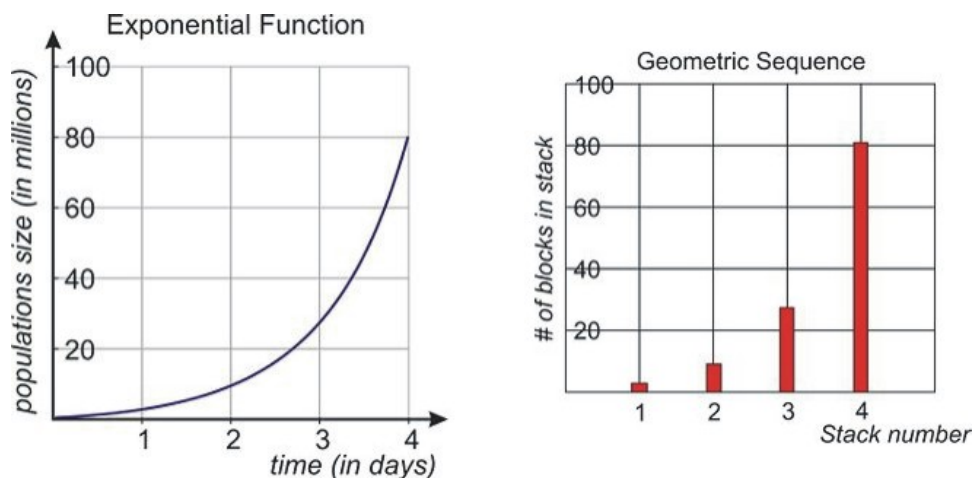 Exponential Function
populations size (in millions)
100
80
60
40
20
1 2 3 4
time (in days)
Geometric Sequence
# of blocks in stack
100
80
60
40
20
1 2 3 4
Stack number